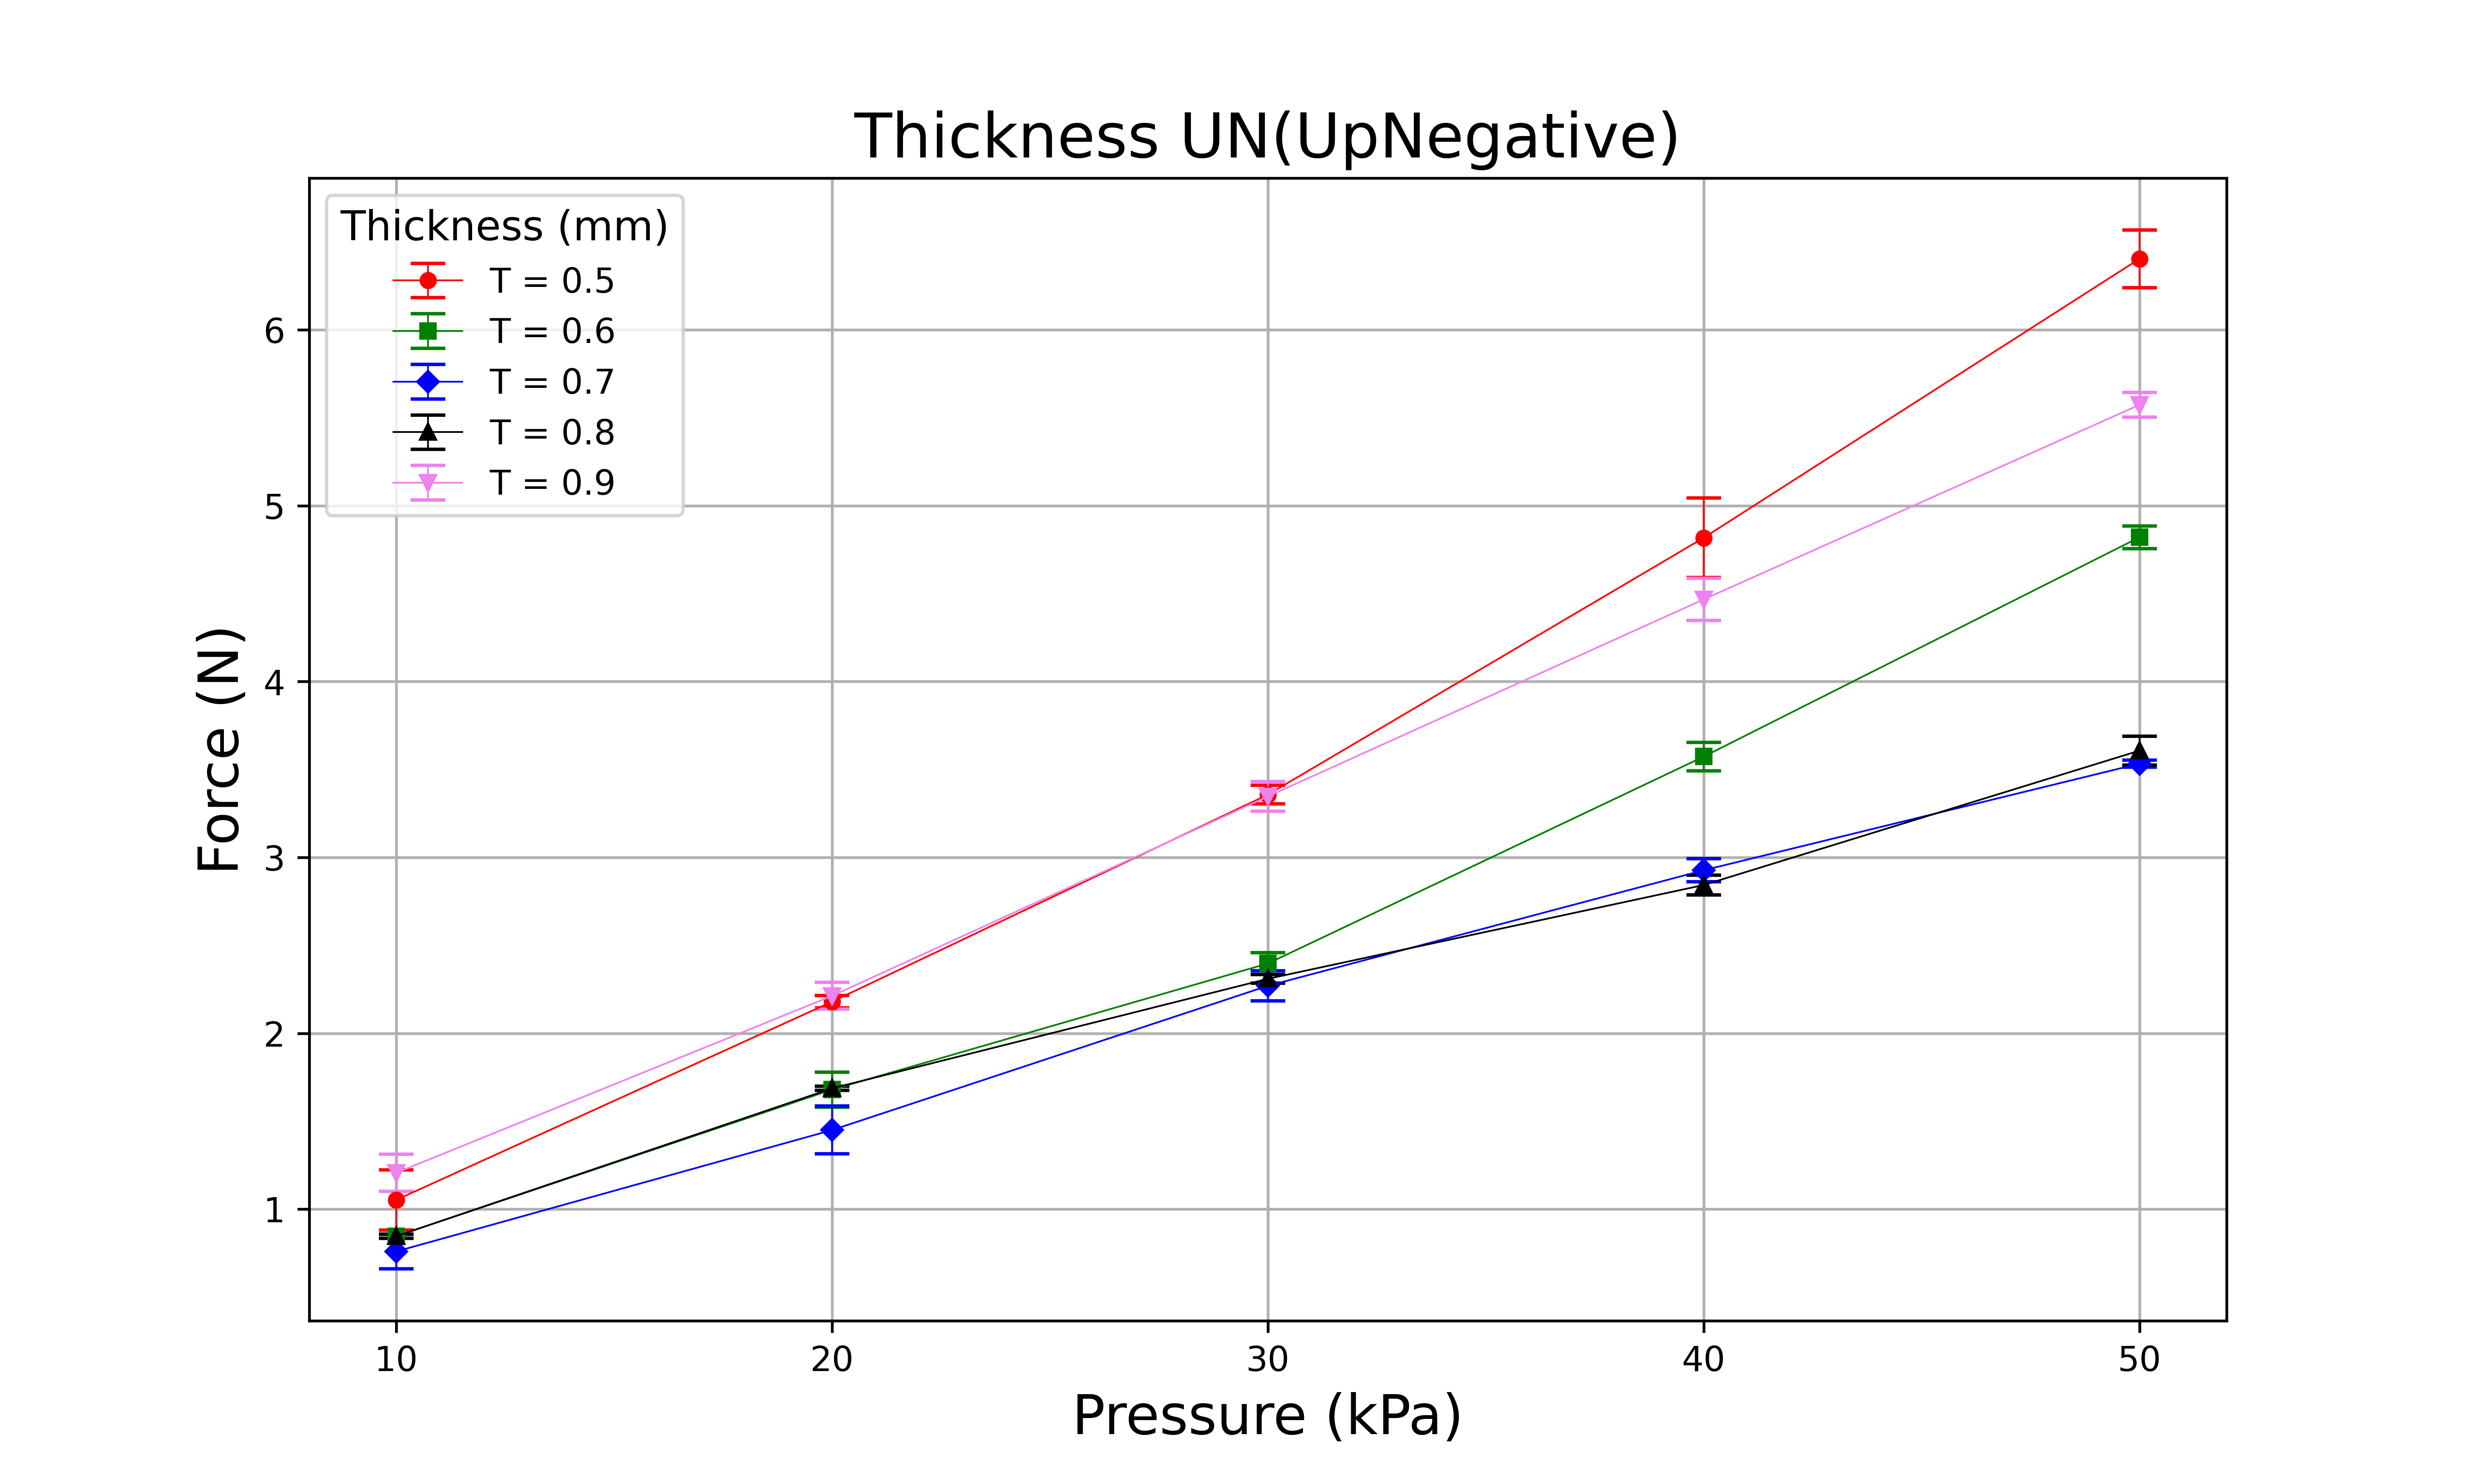 Thickness UN(UpNegative)
Thickness (mm)
T = 0.5
T = 0.6
T = 0.7
T = 0.8
T = 0.9
Force (N)
6
5
4
3
2
1
10 20 30 40 50
Pressure (kPa)